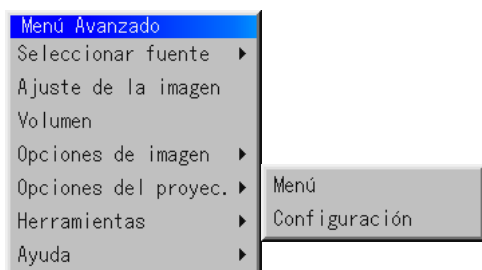 Menú Avanzado
Seleccionar fuente
Ajuste de la imagen
Volumen
Opciones de imagen
Opciones del proyec.
Menú
Herramientas
Configuración
Ayuda